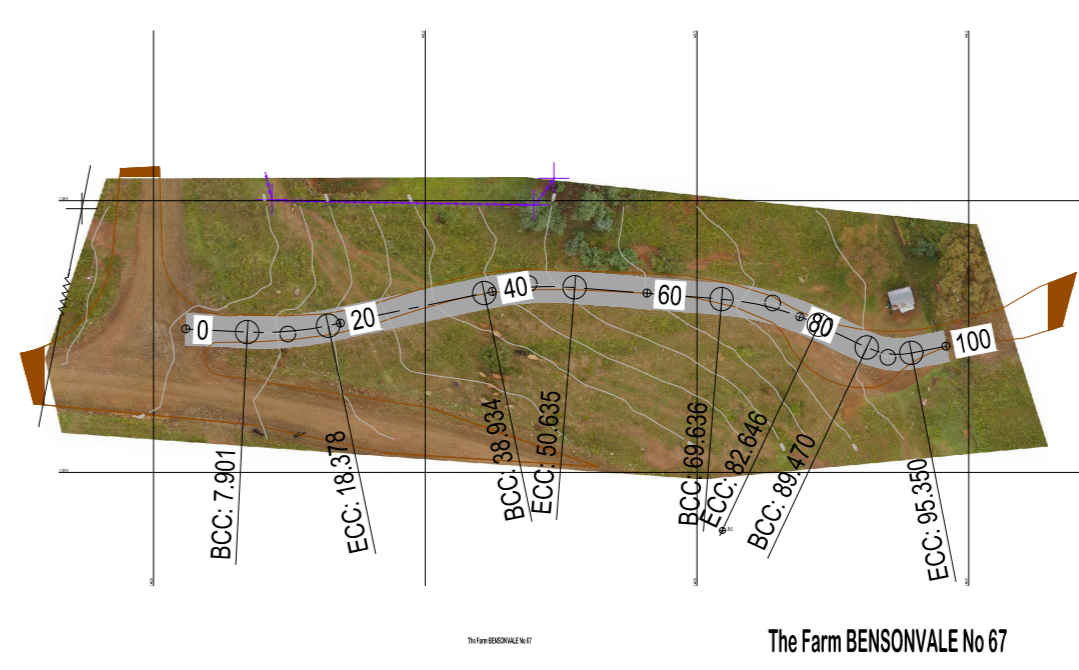 0
20
40
60
80
100
BCC: 7.901
ECC: 18.378
BCC: 38.934
ECC: 50.635
BCC: 69.636
ECC: 82.646
BCC: 89.470
ECC: 95.350
The Farm BENSONVALE No 67
The Farm BENSONVALE No 67